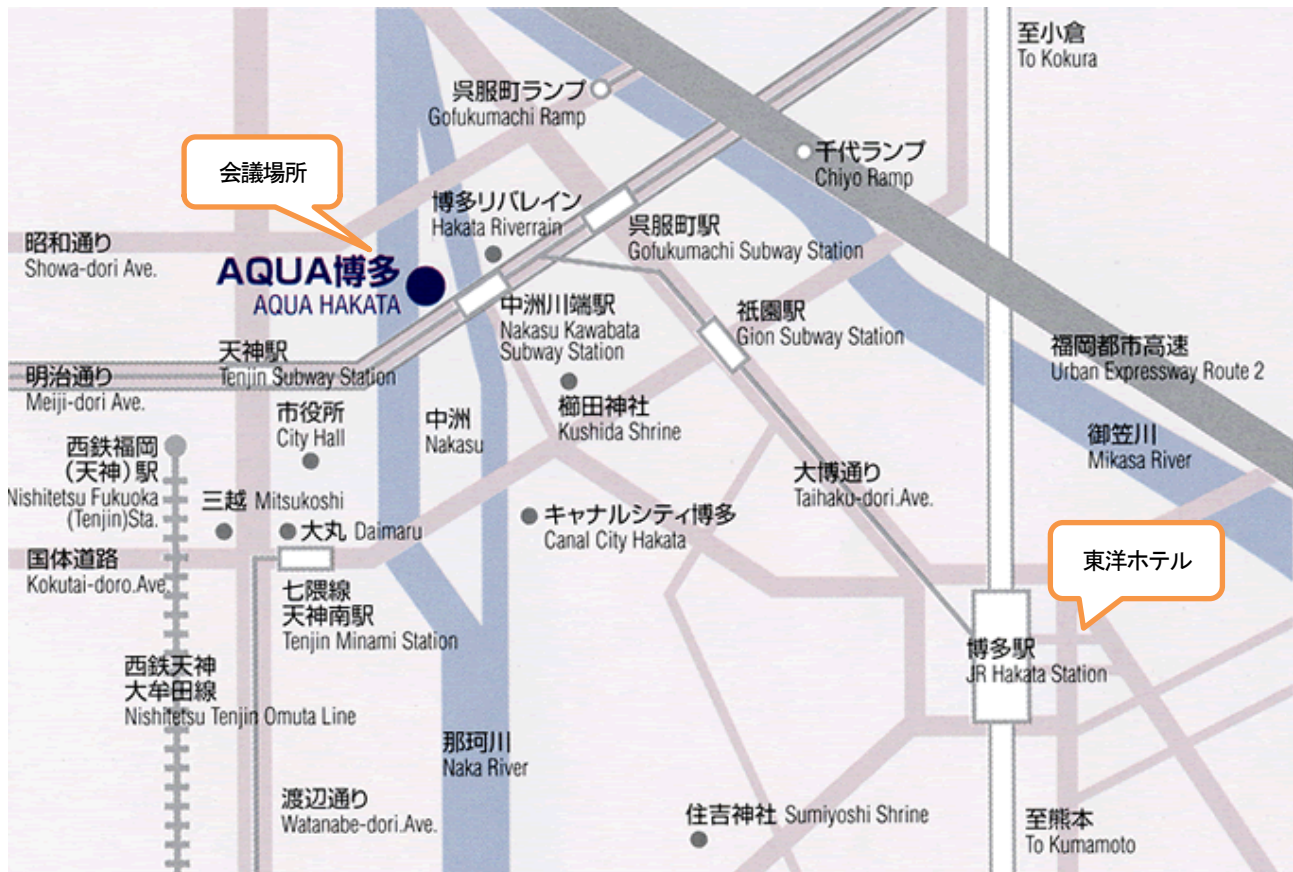 至小倉
To Kokura
呉服町ランプ
Gofukumachi Ramp
千代ランプ
Chiyo Ramp
会議場所
博多リバレイン
Hakata Riverrain
呉服町駅
Gofukumachi Subway Station
昭和通り
Showa-dori Ave.
AQUA博多
AQUA HAKATA
中洲川端駅
Nakasu Kawabata
Subway Station
祇園駅
Gion Subway Station
天神駅
Tenjin Subway Station
福岡都市高速
Urban Expressway Route 2
明治通り
Meiji-dori Ave.
市役所
City Hall
中洲
Nakasu
櫛田神社
Kushida Shrine
御笠川
Mikasa River
西鉄福岡
(天神)駅
Nishitetsu Fukuoka
(Tenjin)Sta.
大博通り
Taihaku-dori.Ave.
三越 Mitsukoshi
大丸 Daimaru
キャナルシティ博多
Canal City Hakata
国体道路
Kokutai-doro.Ave.
東洋ホテル
七隈線
天神南駅
Tenjin Minami Station
博多駅
JR Hakata Station
西鉄天神
大牟田線
Nishitetsu Tenjin Omuta Line
那珂川
Naka River
渡辺通り
Watanabe-dori.Ave.
住吉神社 Sumiyoshi Shrine
至熊本
To Kumamoto